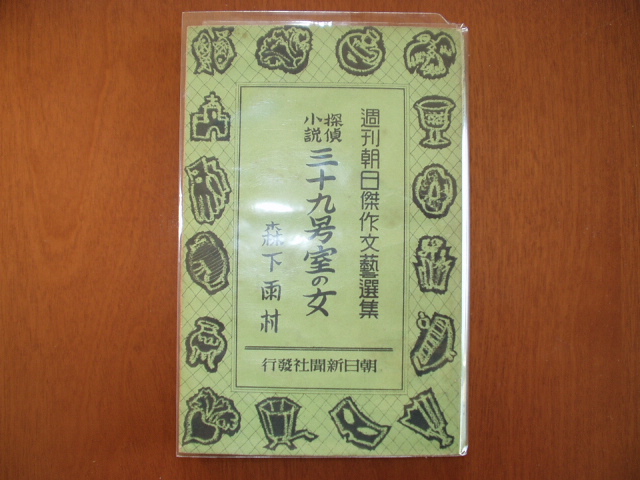 週刊朝日傑作文藝選集
探偵小説
三十九号室の女
森下雨村
朝日新聞社發行